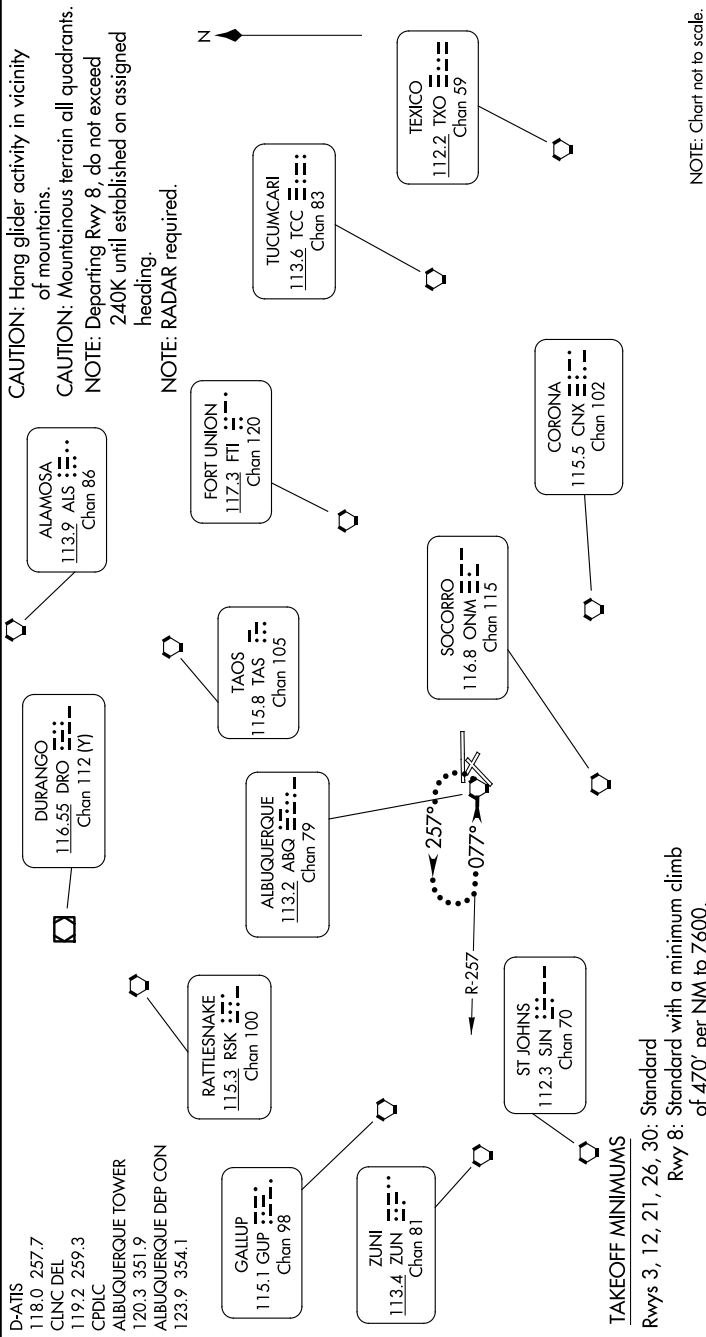 D-ATIS
118.0 257.7
CLNC DEL
119.2 259.3
CPDLC
ALBUQUERQUE TOWER
120.3 351.9
ALBUQUERQUE DEP CON
123.9 354.1
DURANGO
116.55 DRO
Chan 112 (Y)
ALAMOSA
113.9 ALS
Chan 86
CAUTION: Hang glider activity in vicinity
of mountains.
CAUTION: Mountainous terrain all quadrants.
NOTE: Departing Rwy 8, do not exceed
240K until established on assigned
heading.
NOTE: RADAR required.
N
RATTLESNAKE
115.3 RSK
Chan 100
TAOS
115.8 TAS
Chan 105
FORT UNION
117.3 FTI
Chan 120
TUCUMCARI
113.6 TCC
Chan 83
GALLUP
115.1 GUP
Chan 98
ALBUQUERQUE
113.2 ABQ
Chan 79
TEXICO
112.2 TXO
Chan 59
ZUNI
113.4 ZUN
Chan 81
257°
077°
R-257
SOCORRO
116.8 ONM
Chan 115
CORONA
115.5 CNX
Chan 102
ST JOHNS
112.3 SJN
Chan 70
TAKEOFF MINIMUMS
Rwys 3, 12, 21, 26, 30: Standard
Rwy 8: Standard with a minimum climb
of 470' per NM to 7600.
NOTE: Chart not to scale.